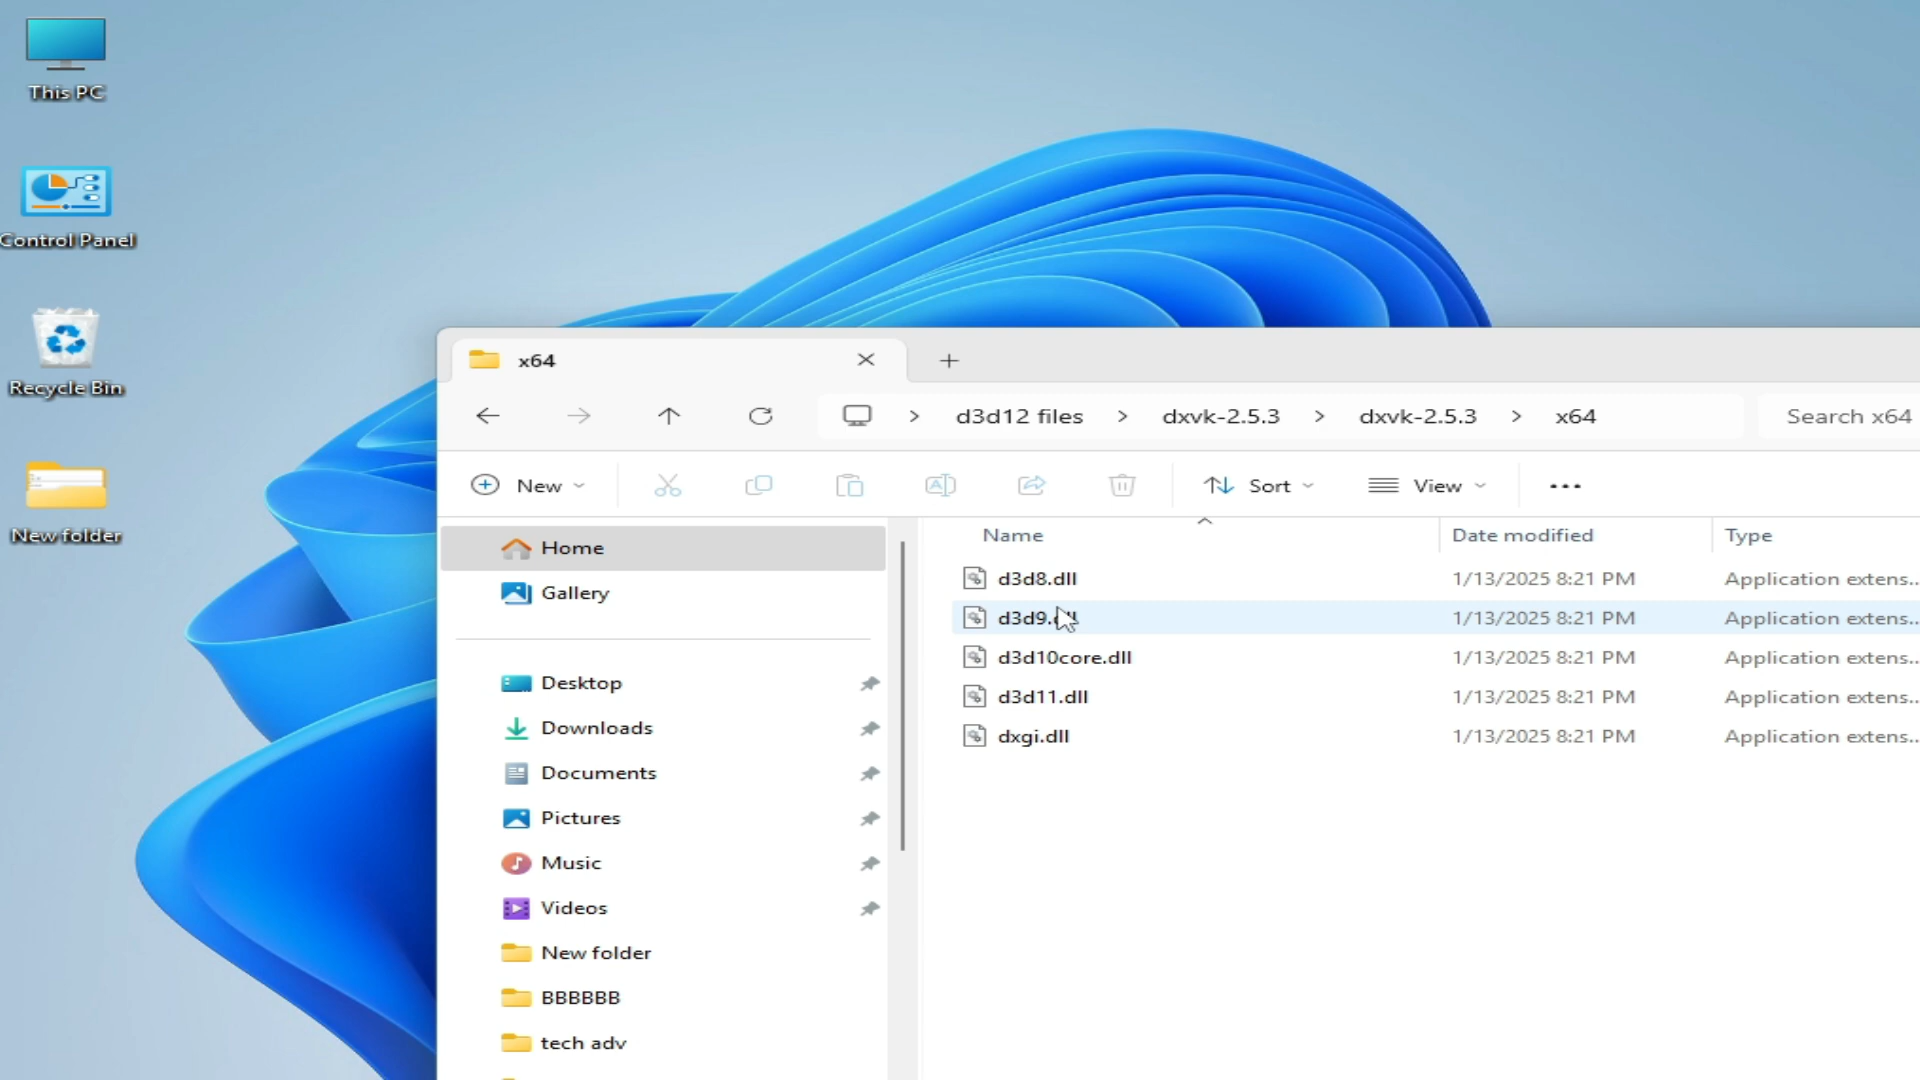 This PC
Control Panel
Recycle Bin
New folder
x64
d3d12 files > dxvk-2.5.3 > dxvk-2.5.3 > x64
Search x64
New
Sort
View
Home
Gallery
Desktop
Downloads
Documents
Pictures
Music
Videos
New folder
BBBBBB
tech adv
Name Date modified Type
d3d8.dll 1/13/2025 8:21 PM Application extens...
d3d9.dll 1/13/2025 8:21 PM Application extens...
d3d10core.dll 1/13/2025 8:21 PM Application extens...
d3d11.dll 1/13/2025 8:21 PM Application extens...
dxgi.dll 1/13/2025 8:21 PM Application extens...